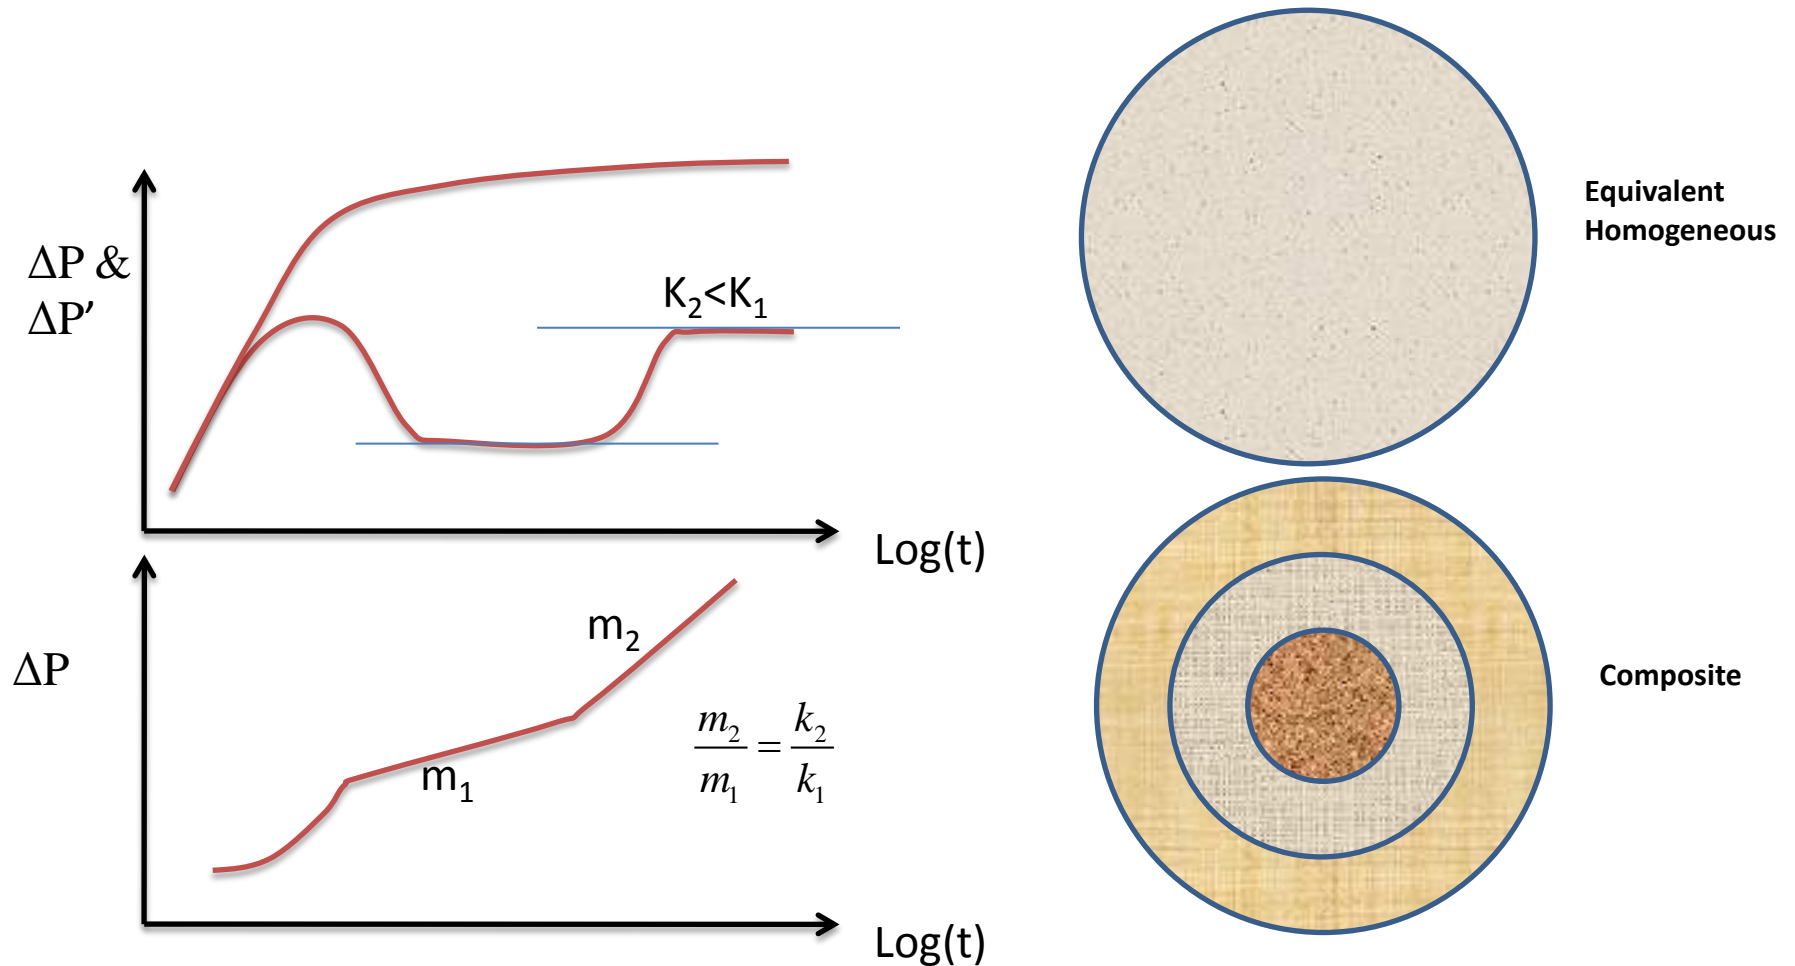 ΔP &
ΔP’
K₂<K₁
Log(t)
Equivalent
Homogeneous
ΔP
m₁
m₂
m₂/m₁ = k₂/k₁
Log(t)
Composite